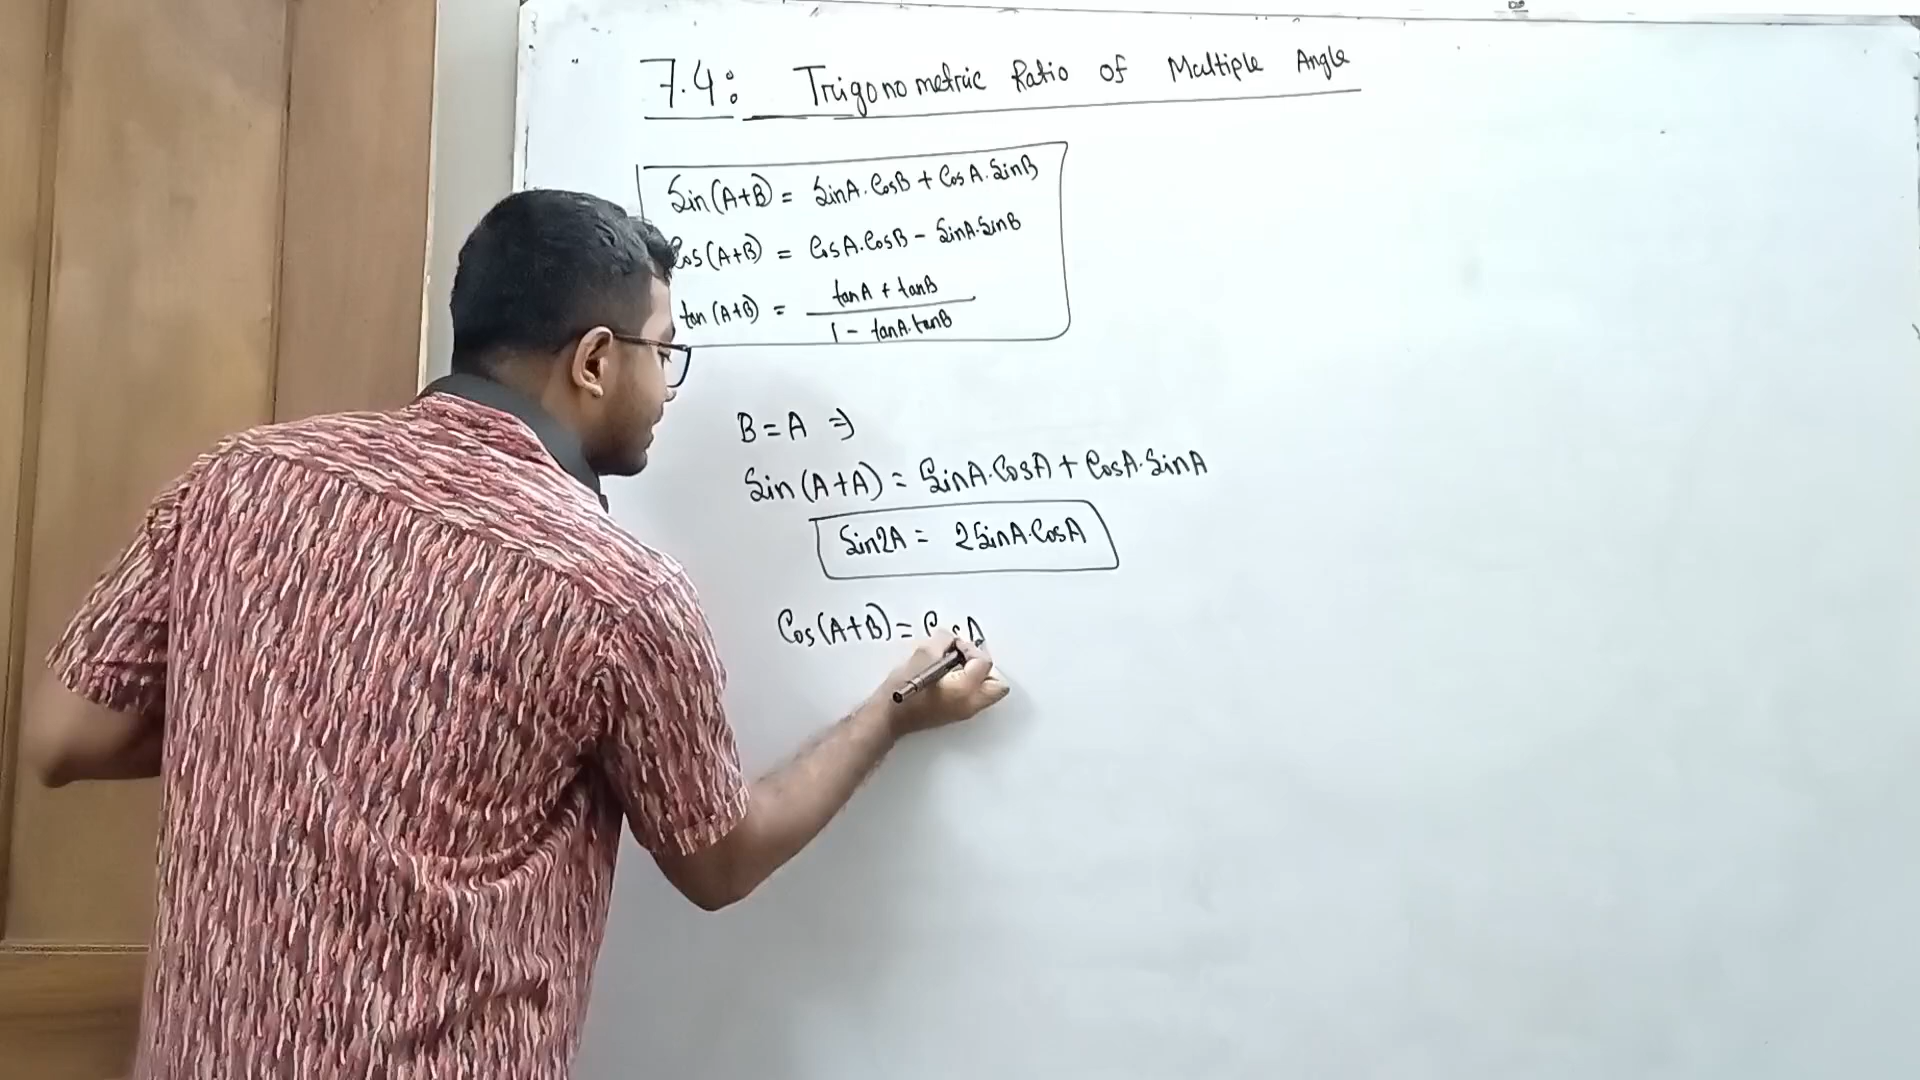 7.4: Trigonometric Ratio of Multiple Angle
Sin(A+B) = SinA.CosB + CosA.SinB
Cos(A+B) = CosA.CosB - SinA.SinB
tan(A+B) = tanA + tanB / 1 - tanA.tanB
B = A ⇒
Sin(A+A) = SinA.CosA + CosA.SinA
Sin2A = 2SinA.CosA
Cos(A+B) = CosA